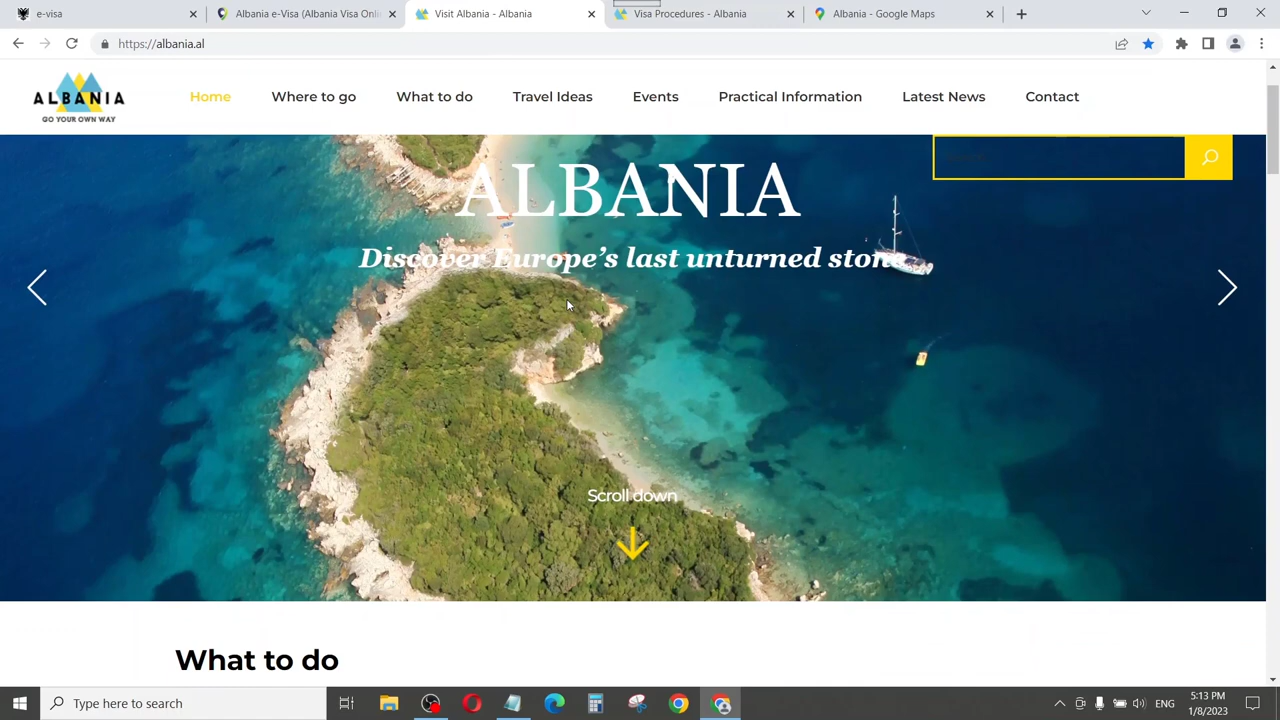 e-visa
Albania e-Visa (Albania Visa Onli
Visit Albania - Albania
Visa Procedures - Albania
Albania - Google Maps
https://albania.al
ALBANIA
GO YOUR OWN WAY
Home
Where to go
What to do
Travel Ideas
Events
Practical Information
Latest News
Contact
ALBANIA
Discover Europe’s last unturned stone
Scroll down
What to do
Type here to search
ENG
5:13 PM
1/8/2023